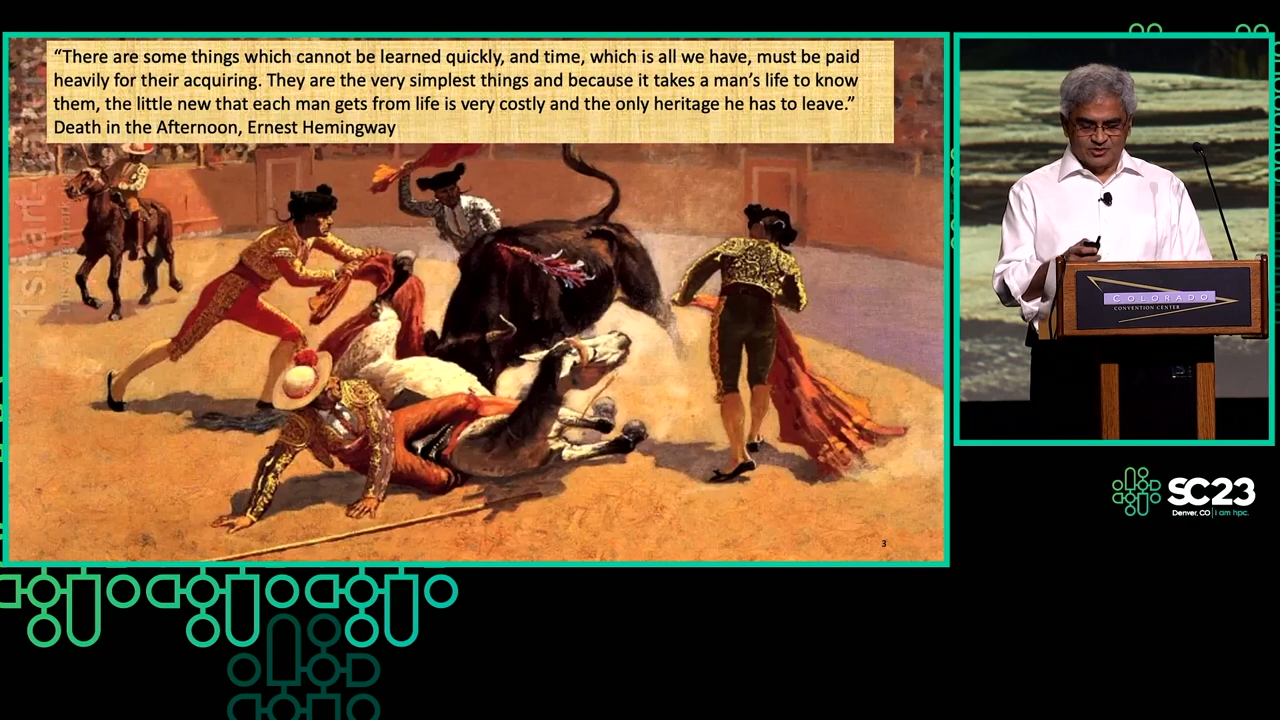 “There are some things which cannot be learned quickly, and time, which is all we have, must be paid
heavily for their acquiring. They are the very simplest things and because it takes a man’s life to know
them, the little new that each man gets from life is very costly and the only heritage he has to leave.”
Death in the Afternoon, Ernest Hemingway
1start
COLORADO
CONVENTION CENTER
SC23
Denver, CO | i am hpc.
3